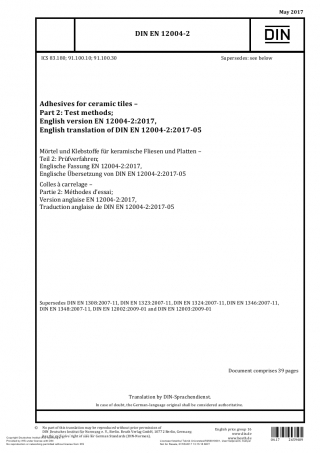 May 2017
DIN EN 12004-2
DIN
ICS 83.180; 91.100.10; 91.100.30
Supersedes: see below
Adhesives for ceramic tiles –
Part 2: Test methods;
English version EN 12004-2:2017,
English translation of DIN EN 12004-2:2017-05
Mörtel und Klebstoffe für keramische Fliesen und Platten –
Teil 2: Prüfverfahren;
Englische Fassung EN 12004-2:2017,
Englische Übersetzung von DIN EN 12004-2:2017-05
Colles à carrelage –
Partie 2: Méthodes d'essai;
Version anglaise EN 12004-2:2017,
Traduction anglaise de DIN EN 12004-2:2017-05
Supersedes DIN EN 1308:2007-11, DIN EN 1323:2007-11, DIN EN 1324:2007-11, DIN EN 1346:2007-11,
DIN EN 1348:2007-11, DIN EN 12002:2009-01 and DIN EN 12003:2009-01
Document comprises 39 pages
Translation by DIN-Sprachendienst.
In case of doubt, the German-language original shall be considered authoritative.
No part of this translation may be reproduced without prior permission of
DIN Deutsches Institut für Normung e. V., Berlin. Beuth Verlag GmbH, 10772 Berlin, Germany,
has the exclusive right of sale for German Standards (DIN-Normen).
English price group 16
www.din.de
www.beuth.de